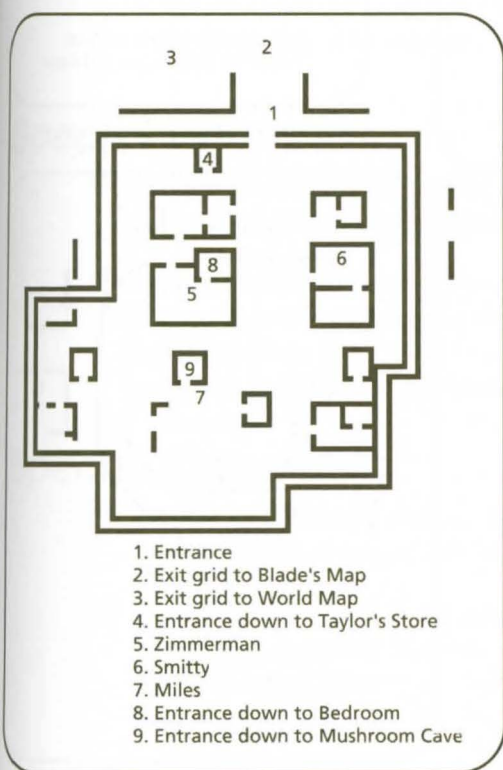 3
2
1
4
8
6
5
9
7
1. Entrance
2. Exit grid to Blade's Map
3. Exit grid to World Map
4. Entrance down to Taylor's Store
5. Zimmerman
6. Smitty
7. Miles
8. Entrance down to Bedroom
9. Entrance down to Mushroom Cave